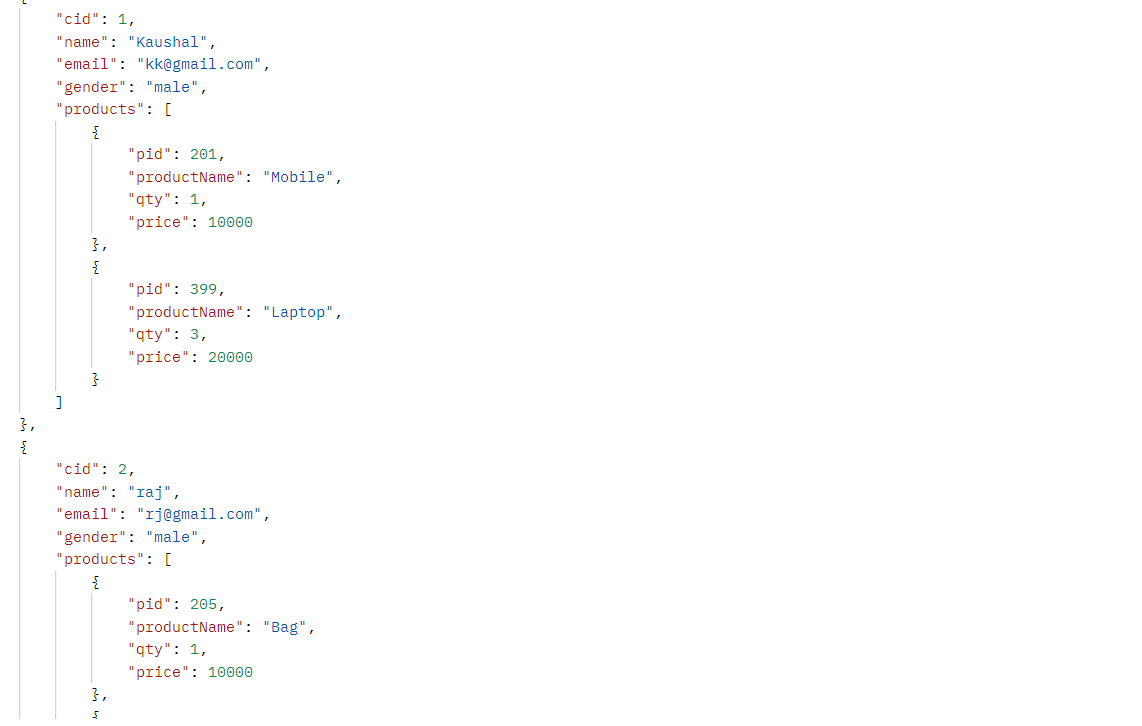 {
"cid": 1,
"name": "Kaushal",
"email": "kk@gmail.com",
"gender": "male",
"products": [
{
"pid": 201,
"productName": "Mobile",
"qty": 1,
"price": 10000
},
{
"pid": 399,
"productName": "Laptop",
"qty": 3,
"price": 20000
}
]
},
{
"cid": 2,
"name": "raj",
"email": "rj@gmail.com",
"gender": "male",
"products": [
{
"pid": 205,
"productName": "Bag",
"qty": 1,
"price": 10000
},
{